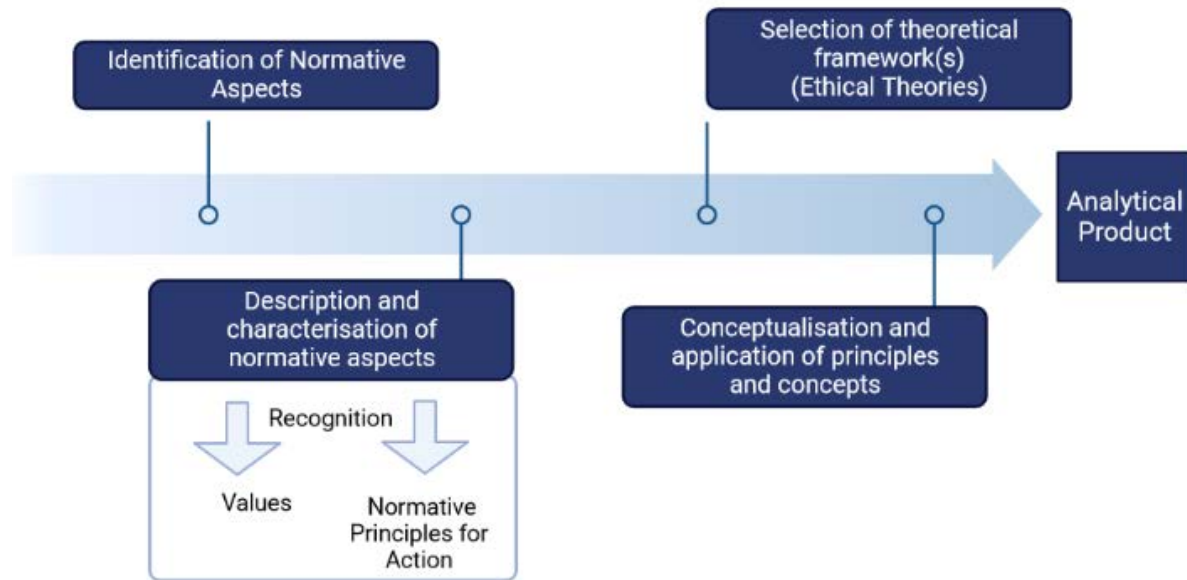 Identification of Normative
Aspects
Description and
characterisation of
normative aspects
Recognition
Values
Normative
Principles for
Action
Selection of theoretical
framework(s)
(Ethical Theories)
Conceptualisation and
application of principles
and concepts
Analytical
Product